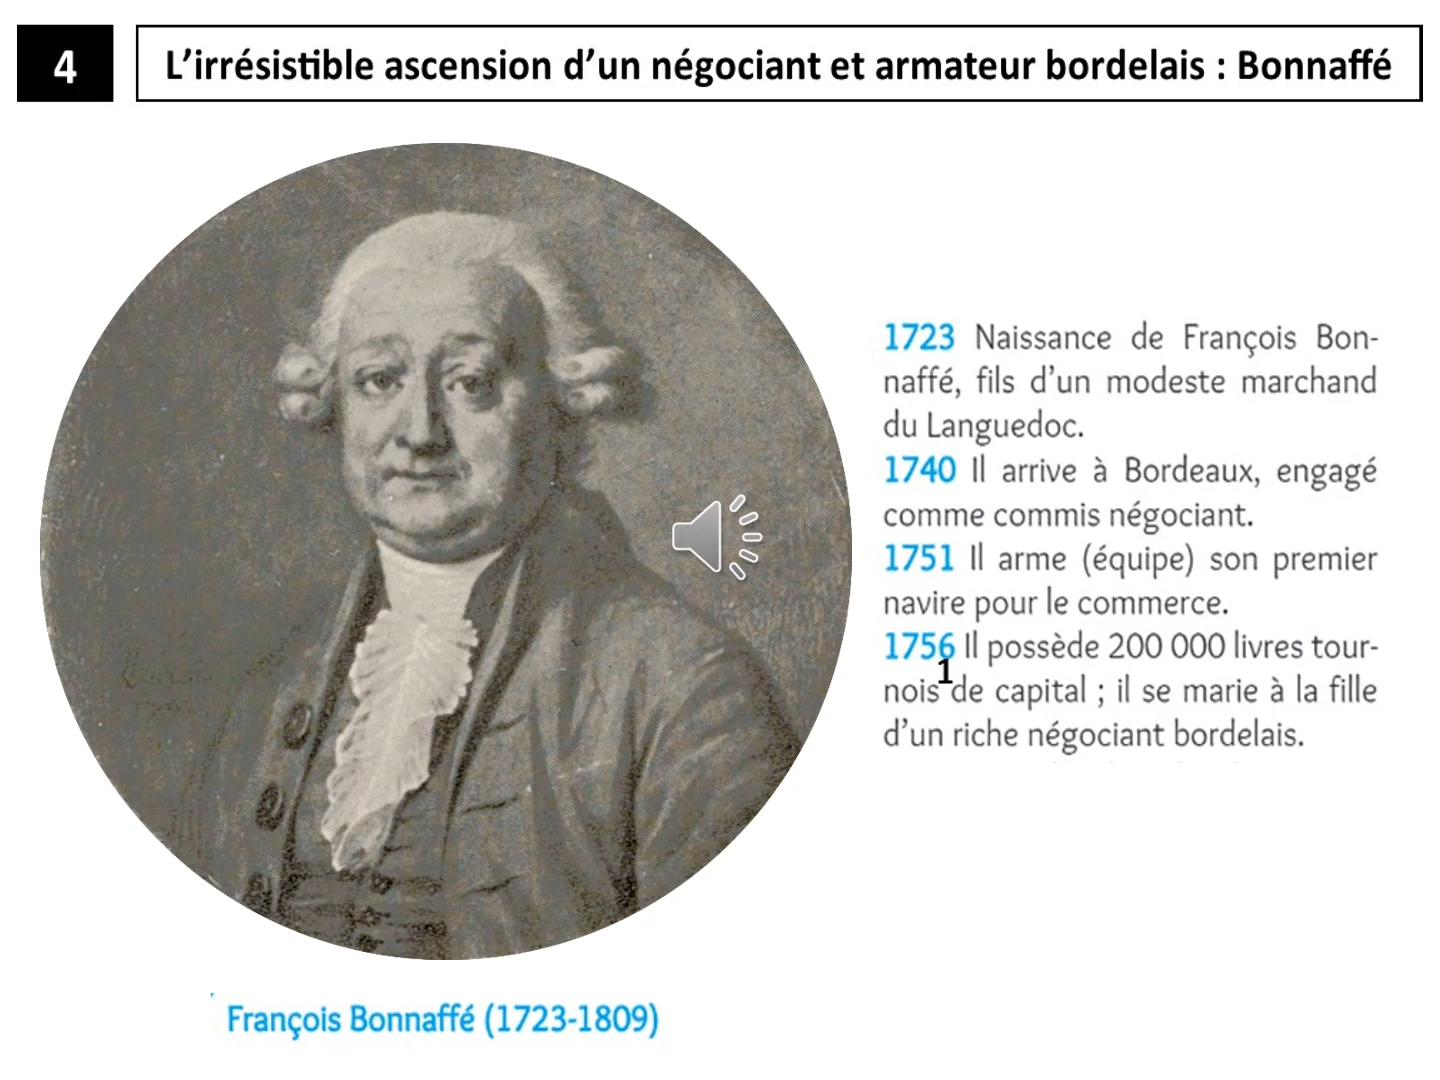 4
L’irrésistible ascension d’un négociant et armateur bordelais : Bonnaffé
1723 Naissance de François Bon-
naffé, fils d’un modeste marchand
du Languedoc.
1740 Il arrive à Bordeaux, engagé
comme commis négociant.
1751 Il arme (équipe) son premier
navire pour le commerce.
1756 Il possède 200 000 livres tour-
nois1 de capital ; il se marie à la fille
d’un riche négociant bordelais.
François Bonnaffé (1723-1809)